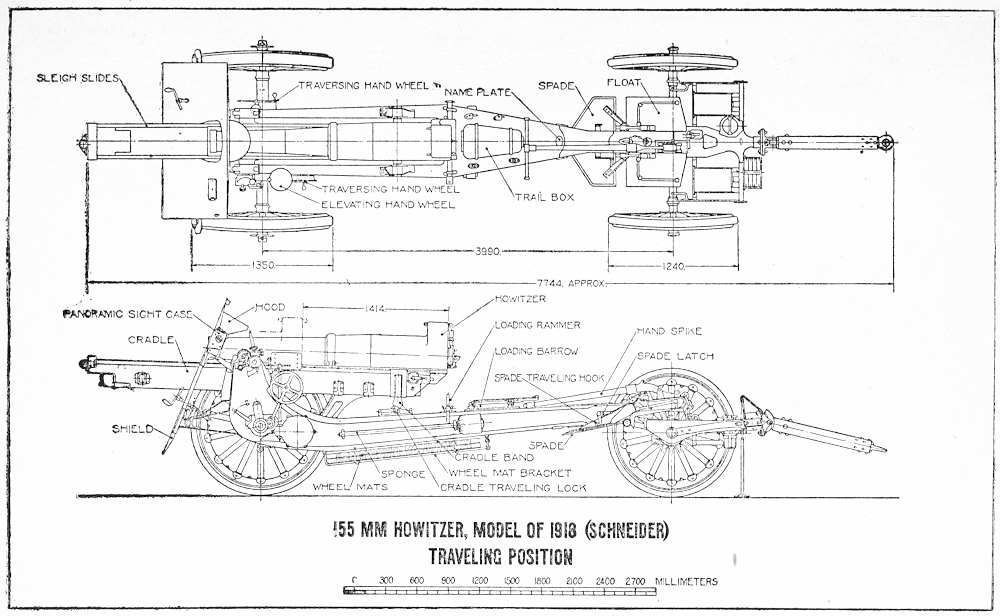 SLEIGH SLIDES
TRAVERSING HAND WHEEL
NAME PLATE
SPADE
FLOAT
TRAVERSING HAND WHEEL
ELEVATING HAND WHEEL
TRAIL BOX
3990
1350
1240
7744 APPROX
PANORAMIC SIGHT CASE
HOOD
1414
HOWITZER
CRADLE
LOADING RAMMER
HAND SPIKE
LOADING BARROW
SPADE LATCH
SPADE TRAVELING HOOK
SHIELD
SPADE
CRADLE BAND
SPONGE
WHEEL MAT BRACKET
WHEEL MATS
CRADLE TRAVELING LOCK
155 MM HOWITZER, MODEL OF 1918 (SCHNEIDER)
TRAVELING POSITION
0 300 600 900 1200 1500 1800 2100 2400 2700 MILLIMETERS